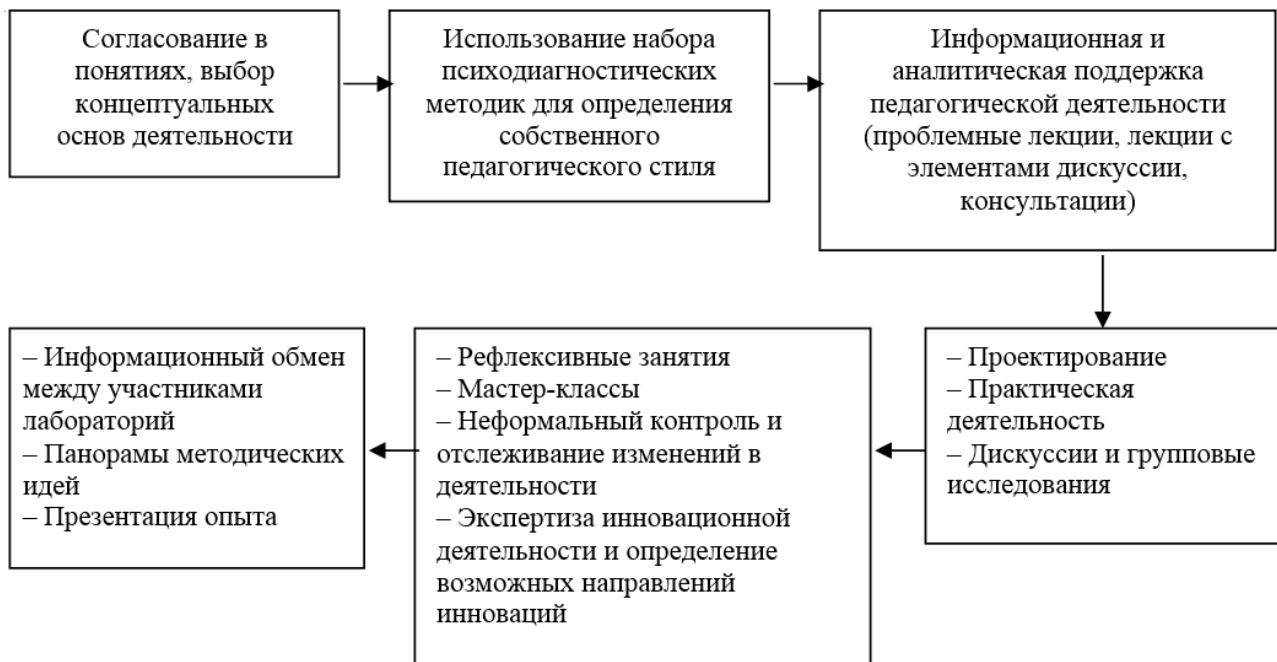 Согласование в
понятиях, выбор
концептуальных
основ деятельности
Использование набора
психодиагностических
методик для определения
собственного
педагогического стиля
Информационная и
аналитическая поддержка
педагогической деятельности
(проблемные лекции, лекции с
элементами дискуссии,
консультации)
– Проектирование
– Практическая
деятельность
– Дискуссии и групповые
исследования
– Рефлексивные занятия
– Мастер-классы
– Неформальный контроль и
отслеживание изменений в
деятельности
– Экспертиза инновационной
деятельности и определение
возможных направлений
инноваций
– Информационный обмен
между участниками
лабораторий
– Панорамы методических
идей
– Презентация опыта